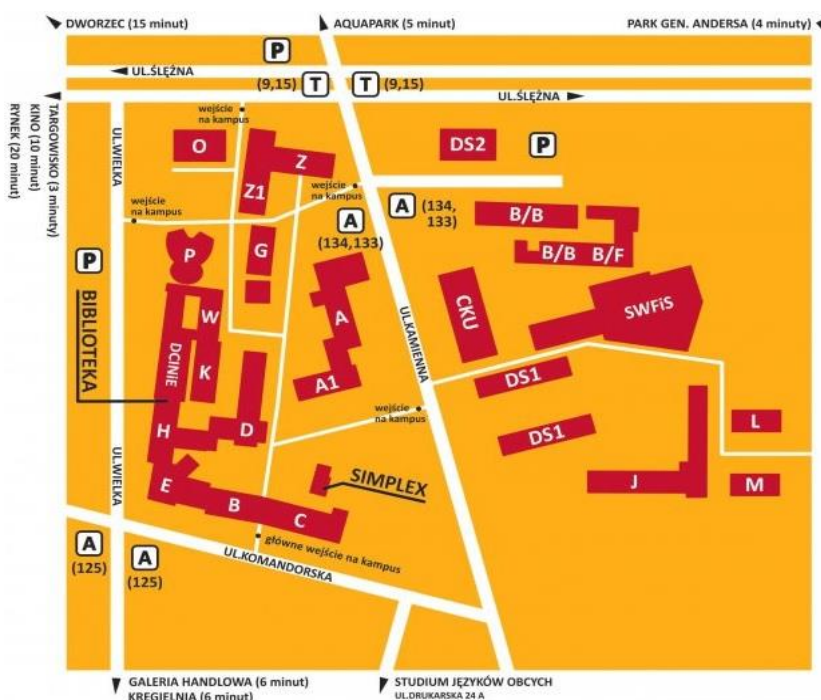 DWORZEC (15 minut)
AQUAPARK (5 minut)
PARK GEN. ANDERSA (4 minuty)
P
UL.ŚLĘŻNA
(9,15) T
T (9,15)
UL.ŚLĘŻNA
TARGOWISKO (3 minuty)
KINO (10 minut)
RYNEK (20 minut)
UL.WIELKA
wejście
na kampus
O
Z
Z1
DS2
P
wejście
na kampus
wejście
na kampus
A
(134,133)
A
(134,
133)
B/B
B/B
B/F
P
P
G
BIBLIOTEKA
W
DCINiE
K
A
A1
UL.KAMIENNA
CKU
SWFiS
DS1
DS1
wejście
na kampus
H
D
L
E
B
C
SIMPLEX
J
M
UL.WIELKA
główne wejście na kampus
UL.KOMANDORSKA
A
(125)
A
(125)
GALERIA HANDLOWA (6 minut)
KRĘGIELNIA (6 minut)
STUDIUM JĘZYKÓW OBCYCH
UL.DRUKARSKA 24 A